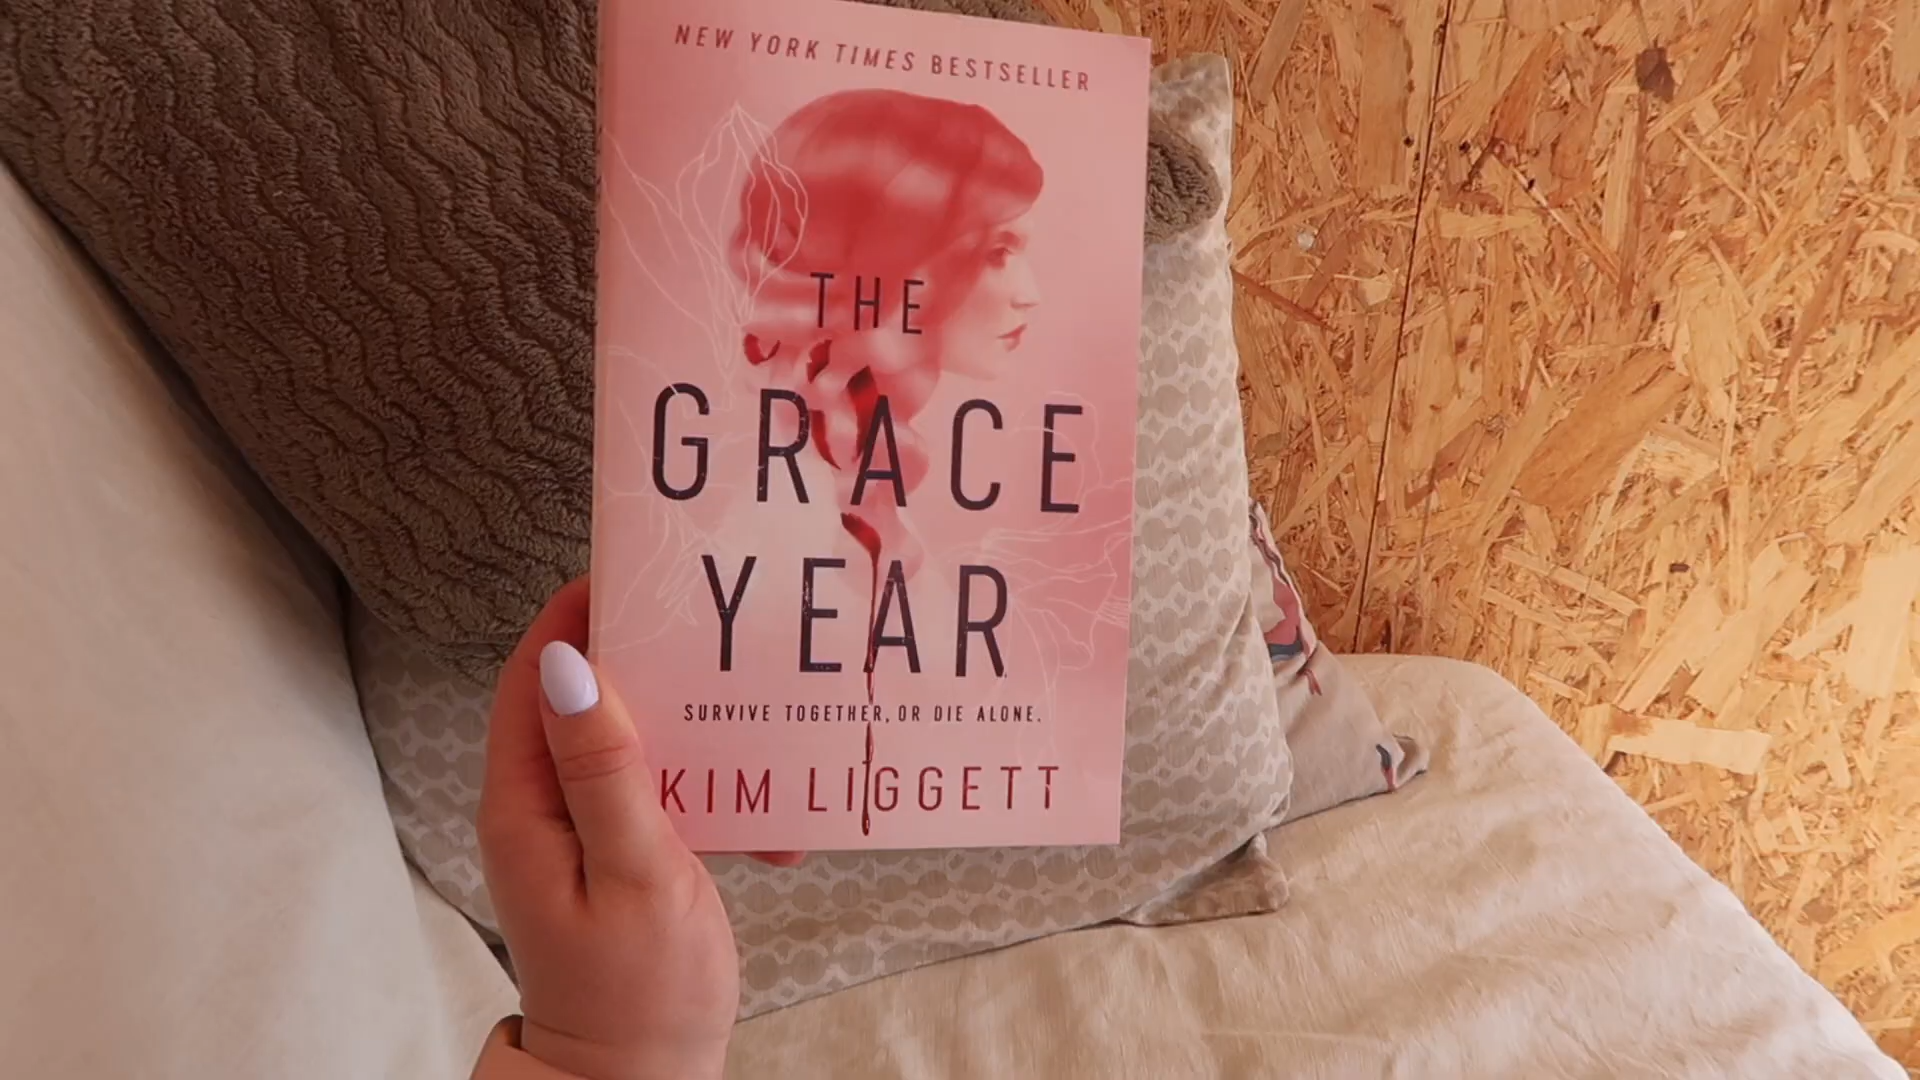 NEW YORK TIMES BESTSELLER
THE
GRACE
YEAR
SURVIVE TOGETHER, OR DIE ALONE.
KIM LIGGETT